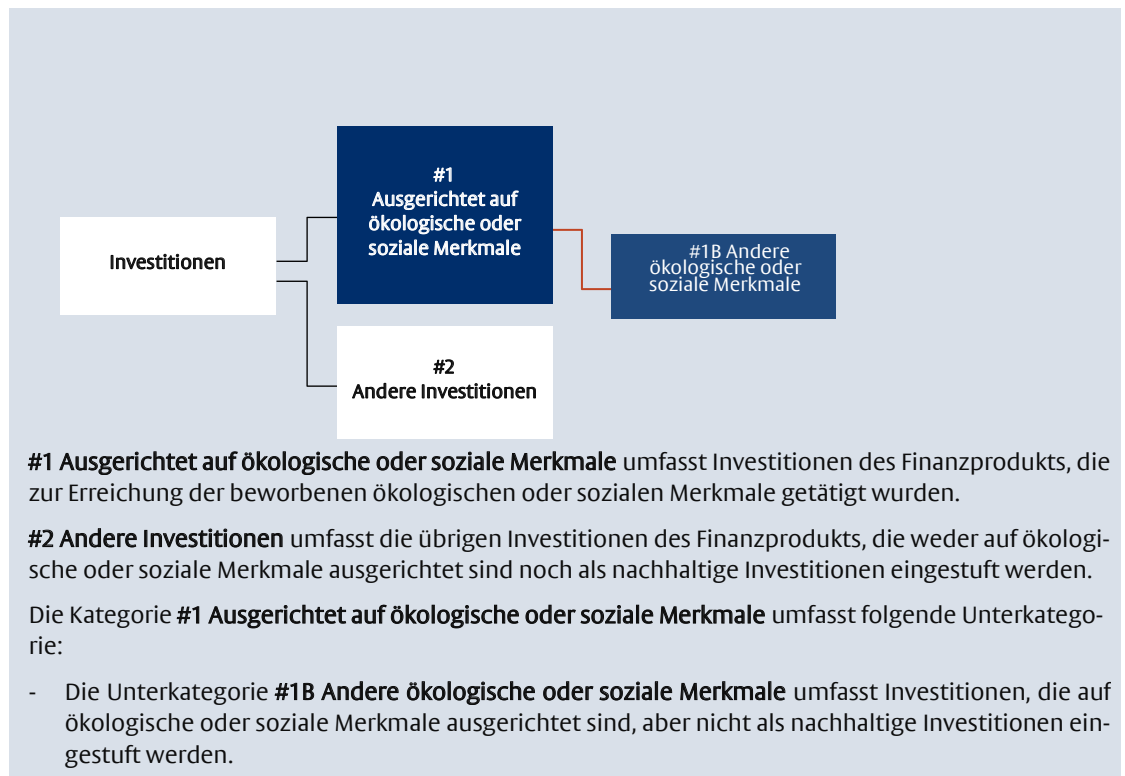 #1
Ausgerichtet auf
ökologische oder
soziale Merkmale
Investitionen
#1B Andere
ökologische oder
soziale Merkmale
#2
Andere Investitionen
#1 Ausgerichtet auf ökologische oder soziale Merkmale umfasst Investitionen des Finanzprodukts, die
zur Erreichung der beworbenen ökologischen oder sozialen Merkmale getätigt wurden.
#2 Andere Investitionen umfasst die übrigen Investitionen des Finanzprodukts, die weder auf ökologi-
sche oder soziale Merkmale ausgerichtet sind noch als nachhaltige Investitionen eingestuft werden.
Die Kategorie #1 Ausgerichtet auf ökologische oder soziale Merkmale umfasst folgende Unterkatego-
rie:
- Die Unterkategorie #1B Andere ökologische oder soziale Merkmale umfasst Investitionen, die auf
ökologische oder soziale Merkmale ausgerichtet sind, aber nicht als nachhaltige Investitionen ein-
gestuft werden.